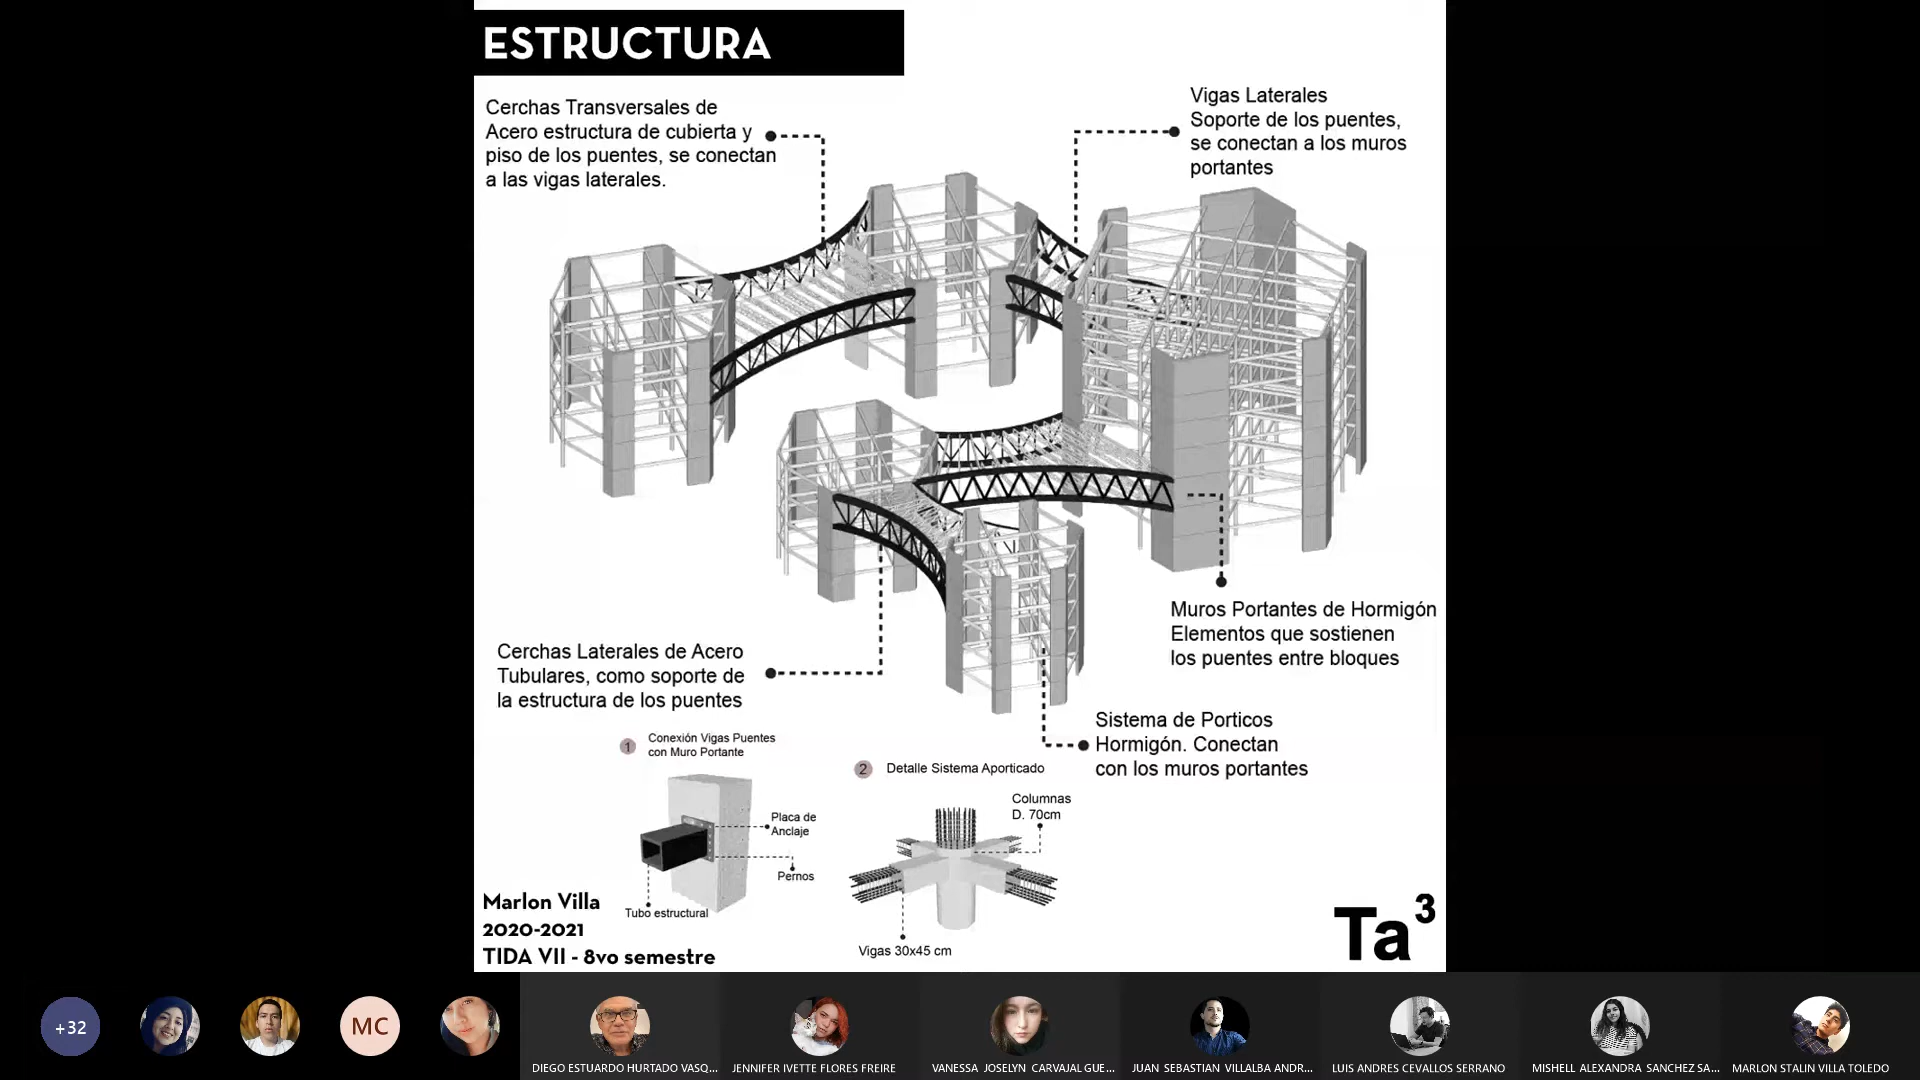 ESTRUCTURA
Cerchas Transversales de
Acero estructura de cubierta y
piso de los puentes, se conectan
a las vigas laterales.
Vigas Laterales
Soporte de los puentes,
se conectan a los muros
portantes
Muros Portantes de Hormigón
Elementos que sostienen
los puentes entre bloques
Cerchas Laterales de Acero
Tubulares, como soporte de
la estructura de los puentes
Sistema de Porticos
Hormigón. Conectan
con los muros portantes
1
Conexión Vigas Puentes
con Muro Portante
Placa de
Anclaje
Pernos
Tubo estructural
2
Detalle Sistema Aporticado
Columnas
D. 70cm
Vigas 30x45 cm
Marlon Villa
2020-2021
TIDA VII - 8vo semestre
Ta³
+32
MC
DIEGO ESTUARDO HURTADO VASQ...
JENNIFER IVETTE FLORES FREIRE
VANESSA JOSELYN CARVAJAL GUE...
JUAN SEBASTIAN VILLALBA ANDR...
LUIS ANDRES CEVALLOS SERRANO
MISHELL ALEXANDRA SANCHEZ SA...
MARLON STALIN VILLA TOLEDO